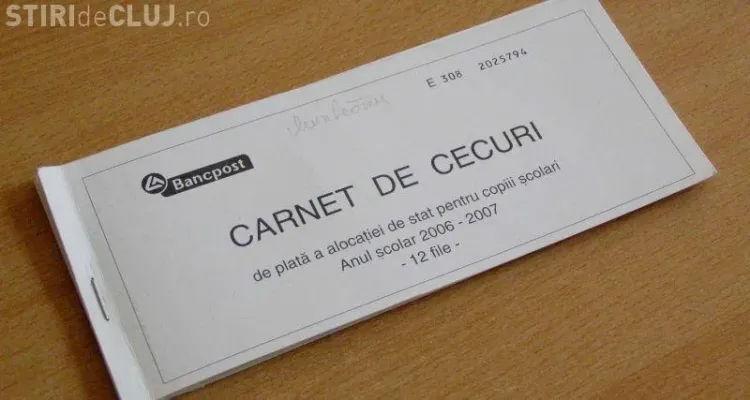 STIRIdeCLUJ.ro
E 308 2025794
Bancpost
CARNET DE CECURI
de plată a alocației de stat pentru copiii școlari
Anul școlar 2006 - 2007
- 12 file -